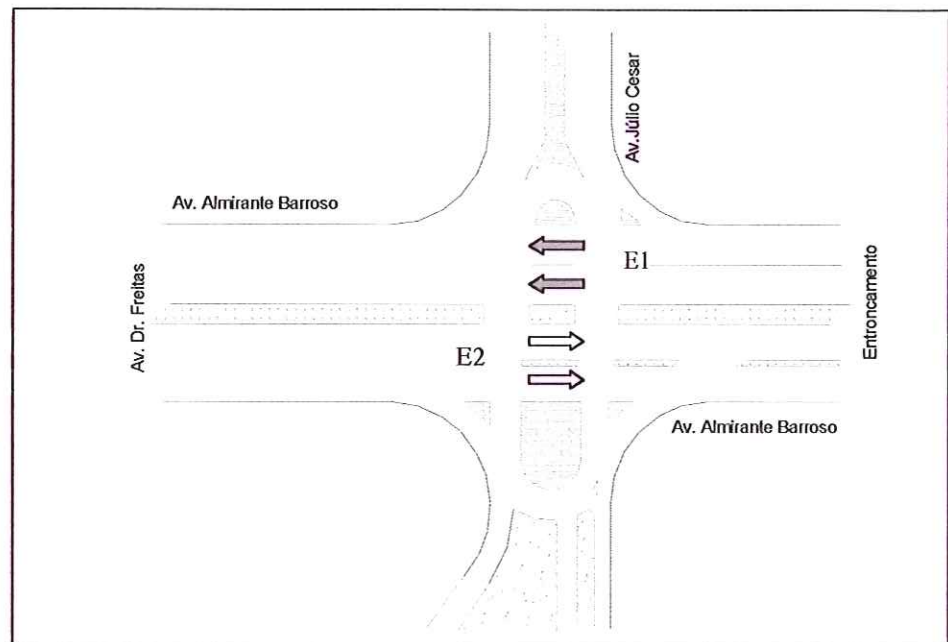 Av.Júlio Cesar
Av. Almirante Barroso
E1
Av. Dr. Freitas
E2
Entroncamento
Av. Almirante Barroso